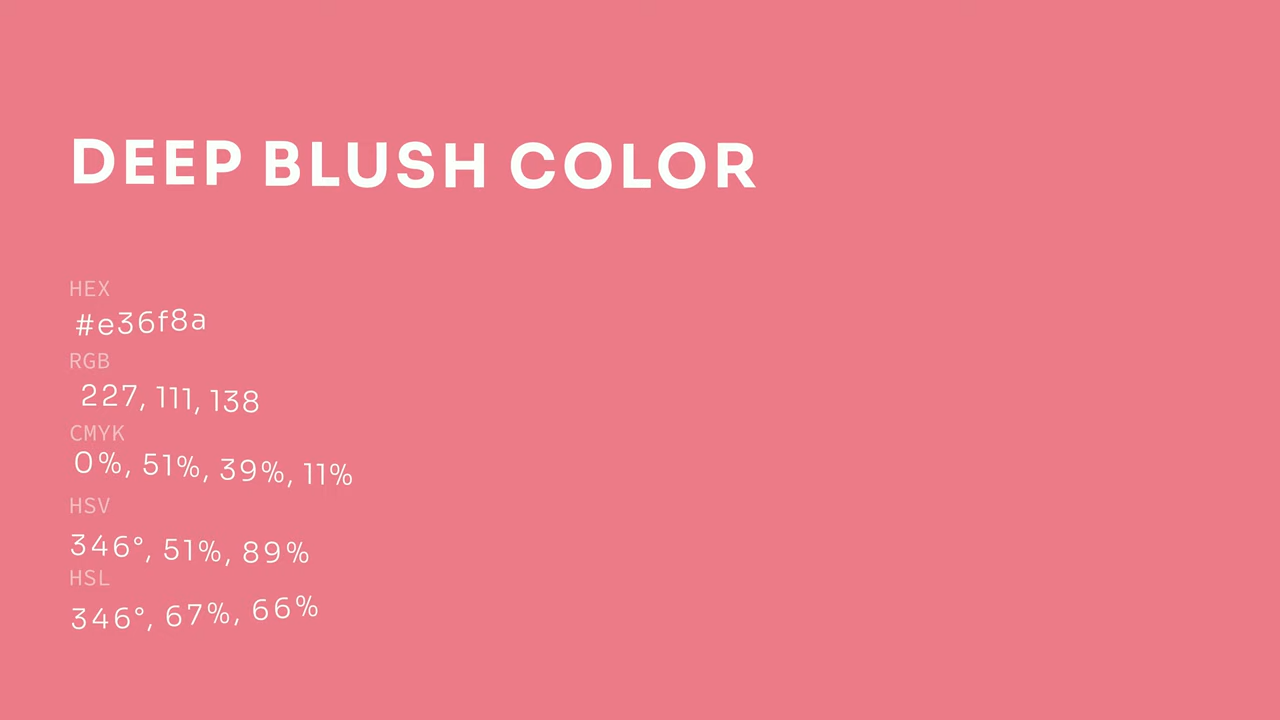 DEEP BLUSH COLOR
HEX
#e36f8a
RGB
227, 111, 138
CMYK
0%, 51%, 39%, 11%
HSV
346°, 51%, 89%
HSL
346°, 67%, 66%